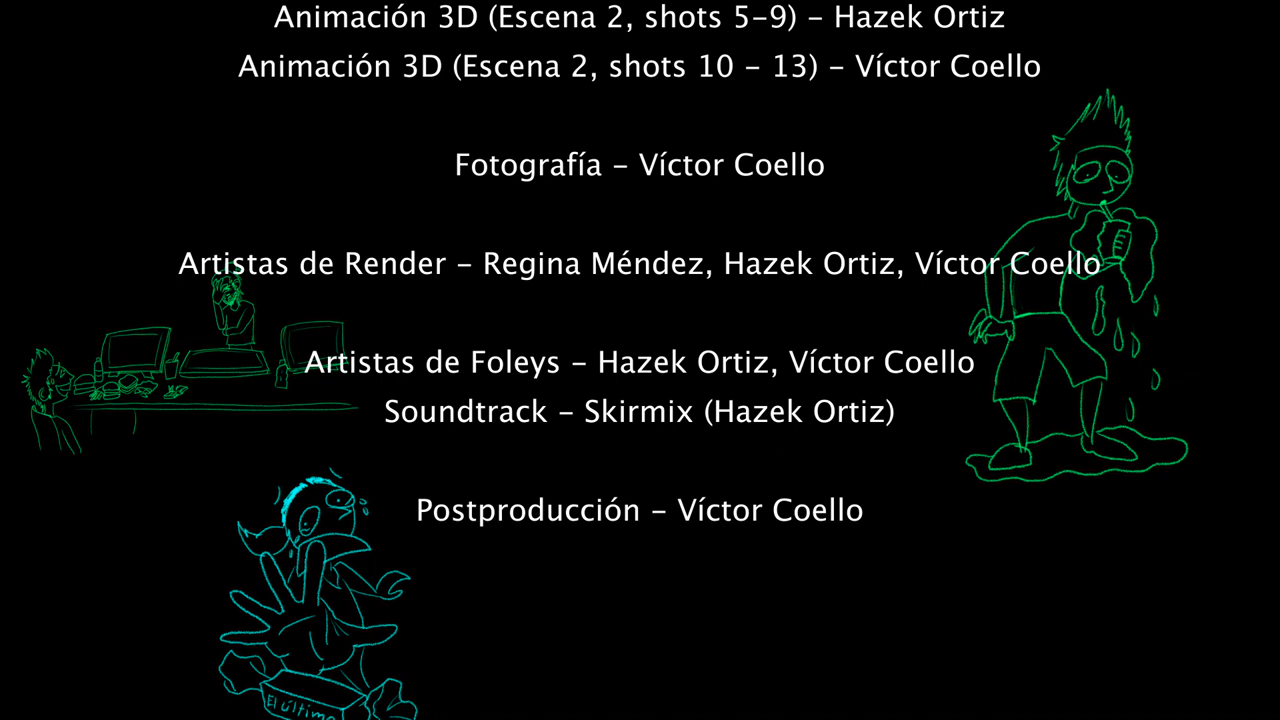 Animación 3D (Escena 2, shots 5-9) - Hazek Ortiz
Animación 3D (Escena 2, shots 10 - 13) - Víctor Coello
Fotografía - Víctor Coello
Artistas de Render - Regina Méndez, Hazek Ortiz, Víctor Coello
Artistas de Foleys - Hazek Ortiz, Víctor Coello
Soundtrack - Skirmix (Hazek Ortiz)
Postproducción - Víctor Coello
El último